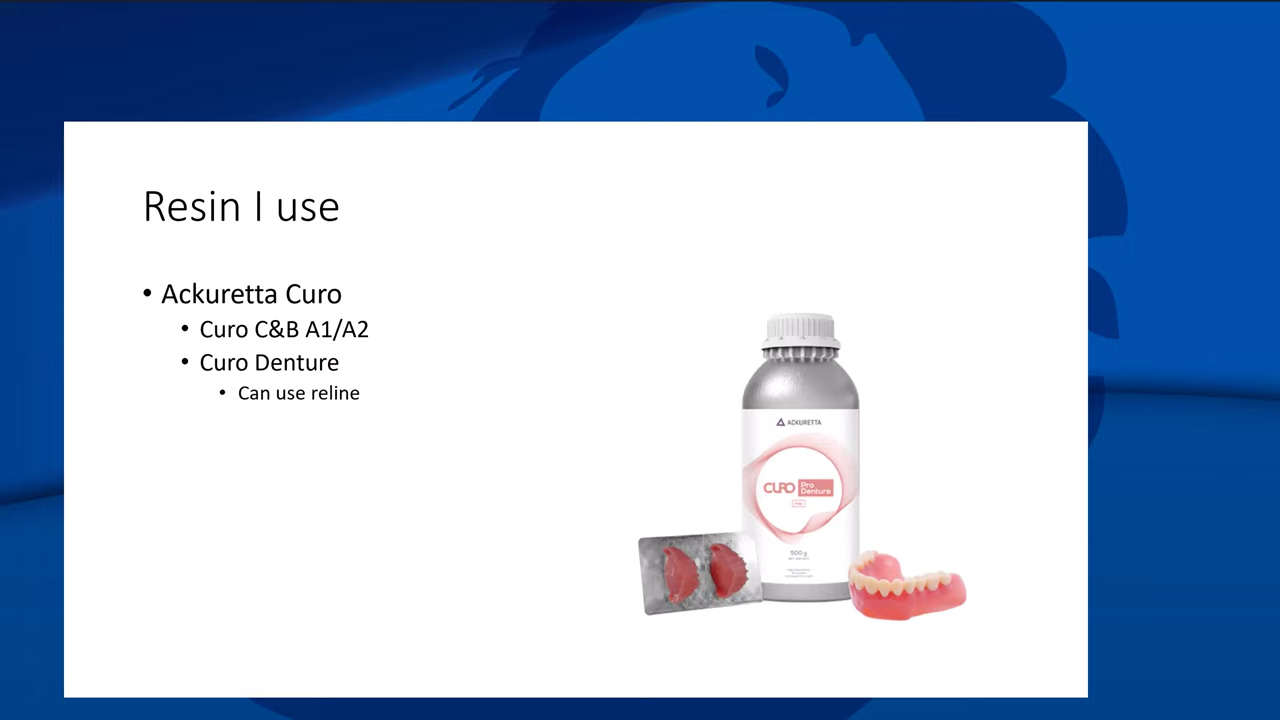 Resin I use
• Ackuretta Curo
• Curo C&B A1/A2
• Curo Denture
• Can use reline
ACKURETTA
CURO Pro
Denture
500 g